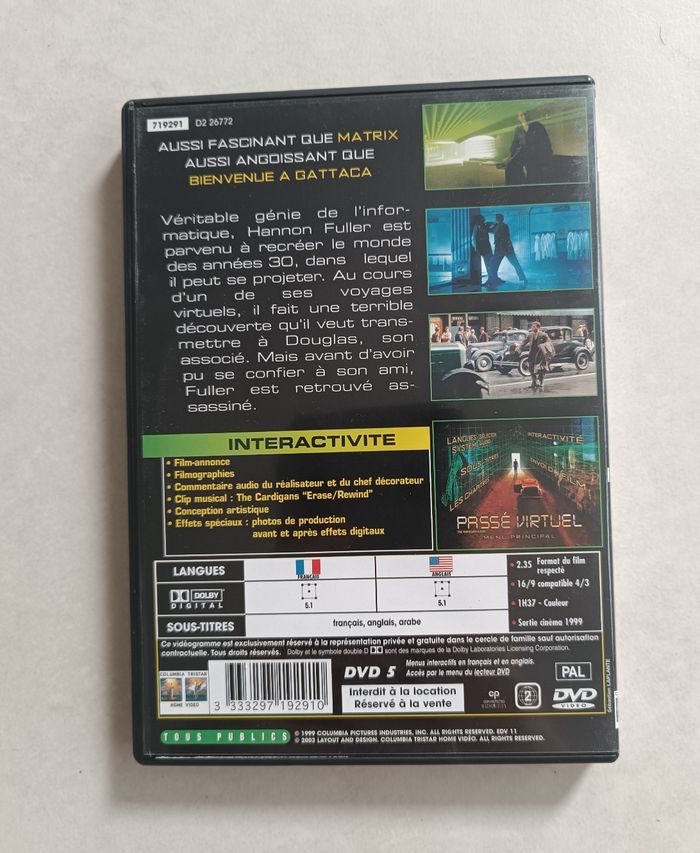 719291 D2 26772
AUSSI FASCINANT QUE MATRIX
AUSSI ANGOISSANT QUE
BIENVENUE A GATTACA
Véritable génie de l'infor-
matique, Hannon Fuller est
parvenu à recréer le monde
des années 30, dans lequel
il peut se projeter. Au cours
d'un de ses voyages
virtuels, il fait une terrible
découverte qu'il veut trans-
mettre à Douglas, son
associé. Mais avant d'avoir
pu se confier à son ami,
Fuller est retrouvé as-
sassiné.
INTERACTIVITE
• Film-annonce
• Filmographies
• Commentaire audio du réalisateur et du chef décorateur
• Clip musical : The Cardigans "Erase/Rewind"
• Conception artistique
• Effets spéciaux : photos de production
avant et après effets digitaux
INTERACTIVITÉ
PASSÉ VIRTUEL
MENU PRINCIPAL
LANGUES
FRANÇAIS
ANGLAIS
DOLBY
DIGITAL
5.1
5.1
SOUS-TITRES
français, anglais, arabe
• 2.35 Format du film
respecté
• 16/9 compatible 4/3
• 1H37 - Couleur
• Sortie cinéma 1999
Ce vidéogramme est exclusivement réservé à la représentation privée et gratuite dans le cercle de famille sauf autorisation
contractuelle. Tous droits réservés. Dolby et le symbole double.D sont des marques de la Dolby Laboratories Licensing Corporation.
COLUMBIA TRISTAR
HOME VIDEO
3 333297 192910
DVD 5
Menus interactifs en français et en anglais.
Accès par le menu du lecteur DVD
Interdit à la location
Réservé à la vente
2
PAL
DVD
VIDEO
Sébastien KAPLANTE
TOUS PUBLICS
© 1999 COLUMBIA PICTURES INDUSTRIES, INC. ALL RIGHTS RESERVED. EDV 11
© 2003 LAYOUT AND DESIGN. COLUMBIA TRISTAR HOME VIDÉO. ALL RIGHTS RESERVED.